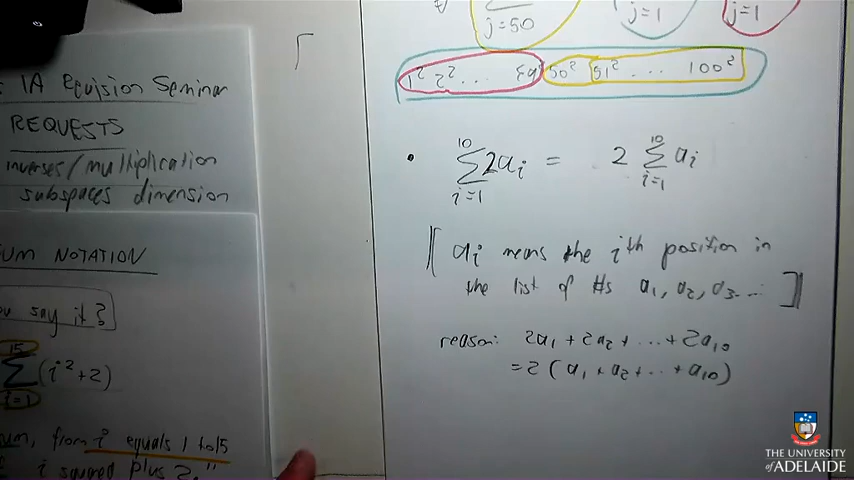 1A Revision Seminar
REQUESTS
inverses/multiplication
subspaces dimension
SUM NOTATION
you say it?
15
∑ (i²+2)
i=1
sum, from i equals 1 to 15
i squared plus 2."
j=50
j=1
j=1
1² 2² ... 49² 50² 51² ... 100²
10 10
• ∑ 2aᵢ = 2 ∑ aᵢ
i=1 i=1
[ aᵢ means the ith position in
the list of #s a₁, a₂, a₃... ]
reason: 2a₁ + 2a₂ + ... + 2a₁₀
= 2 (a₁ + a₂ + ... + a₁₀)
THE UNIVERSITY
of ADELAIDE